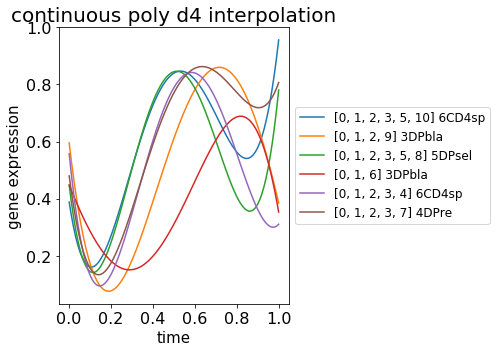 continuous poly d4 interpolation
gene expression
1.0
0.8
0.6
0.4
0.2
0.0 0.2 0.4 0.6 0.8 1.0
time
[0, 1, 2, 3, 5, 10] 6CD4sp
[0, 1, 2, 9] 3DPbla
[0, 1, 2, 3, 5, 8] 5DPsel
[0, 1, 6] 3DPbla
[0, 1, 2, 3, 4] 6CD4sp
[0, 1, 2, 3, 7] 4DPre